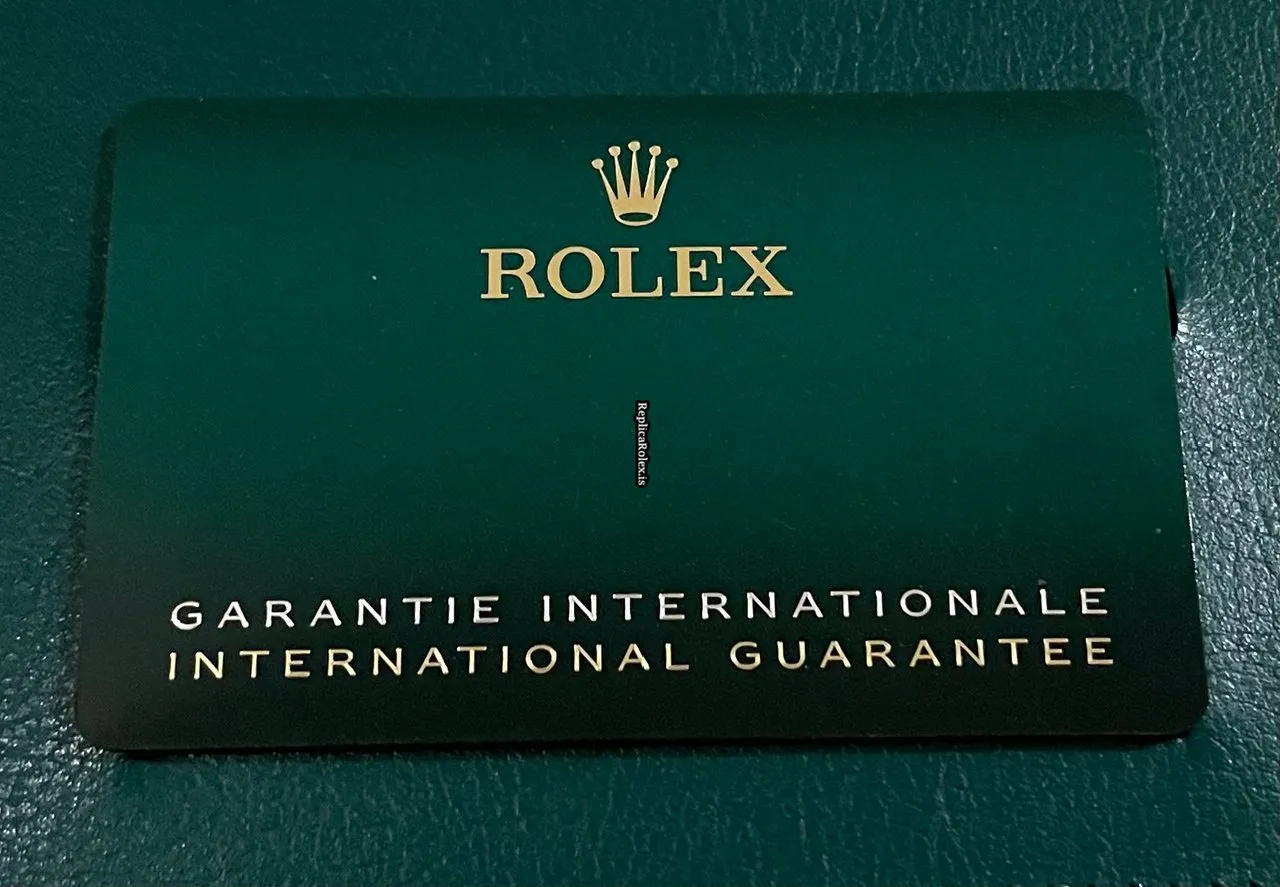 ROLEX
ReplicaRolex.is
GARANTIE INTERNATIONALE
INTERNATIONAL GUARANTEE